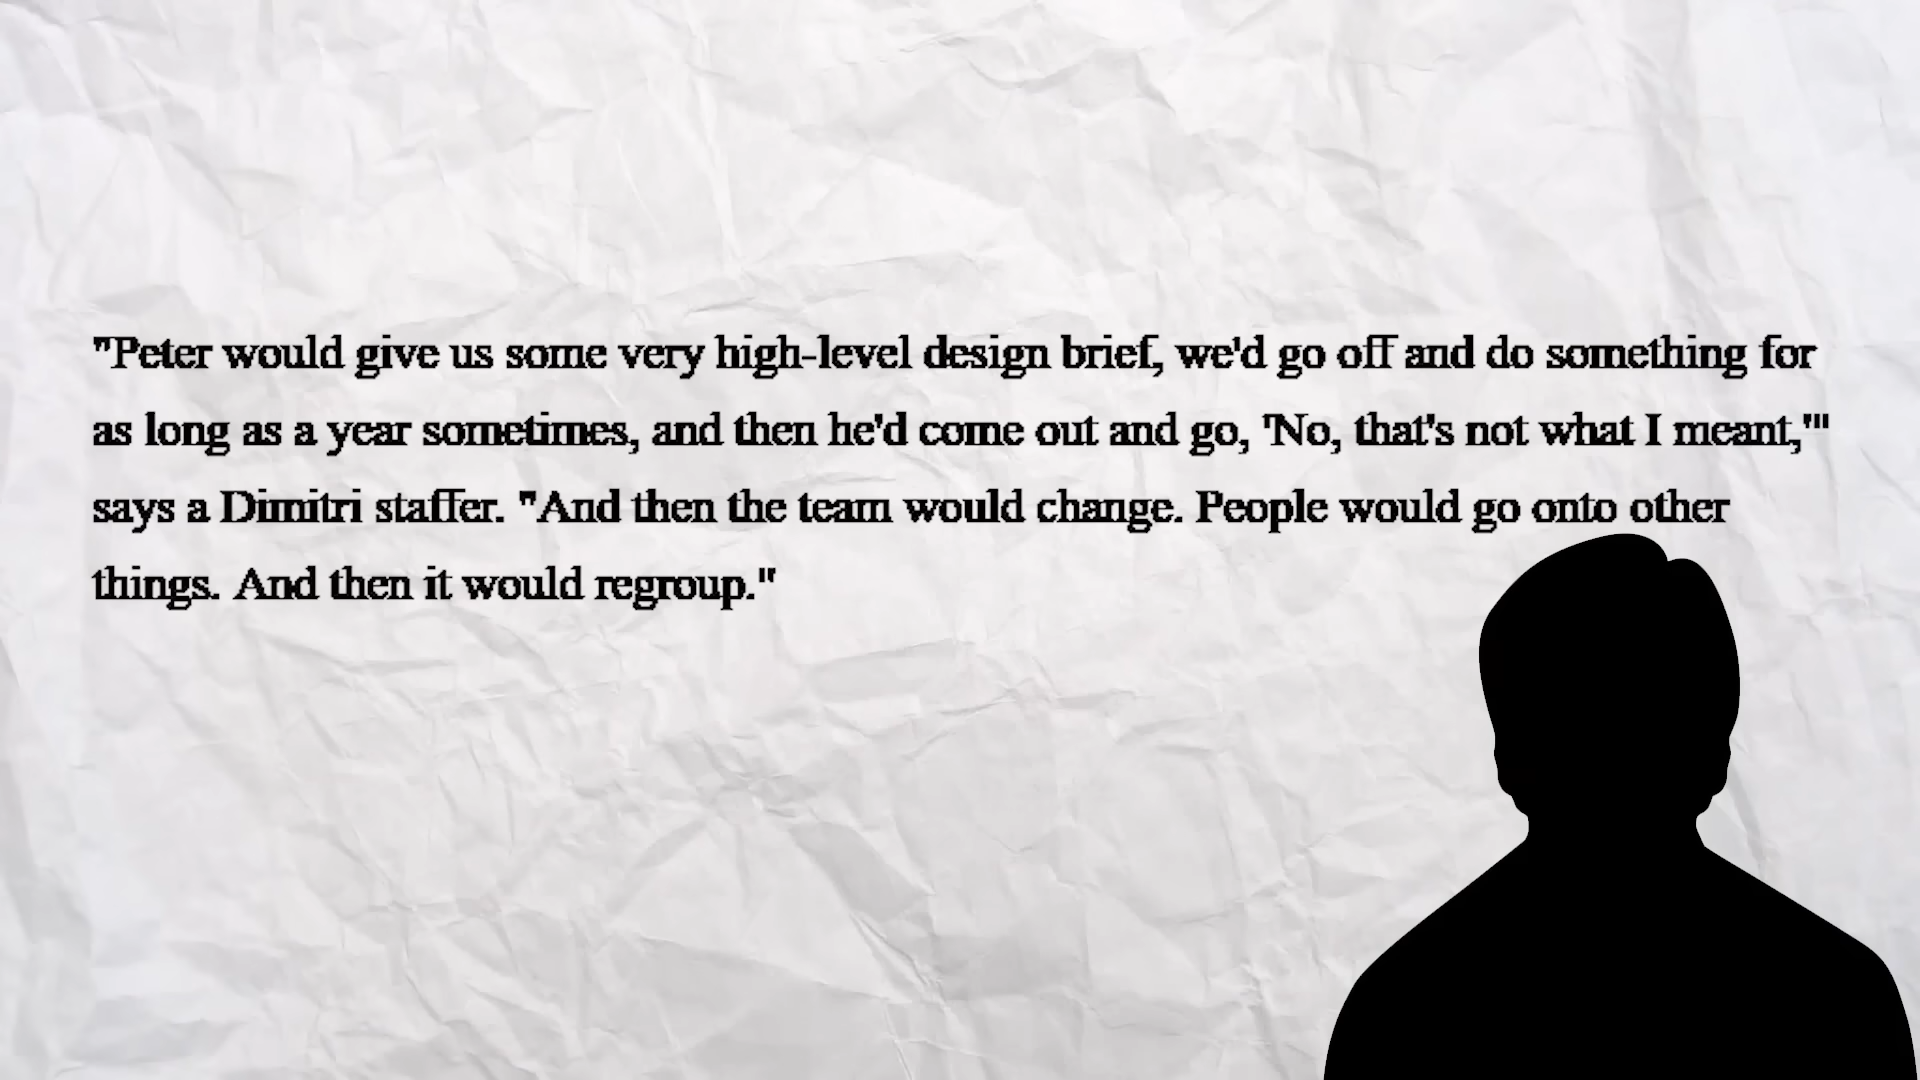 "Peter would give us some very high-level design brief, we'd go off and do something for
as long as a year sometimes, and then he'd come out and go, 'No, that's not what I meant,'"
says a Dimitri staffer. "And then the team would change. People would go onto other
things. And then it would regroup."